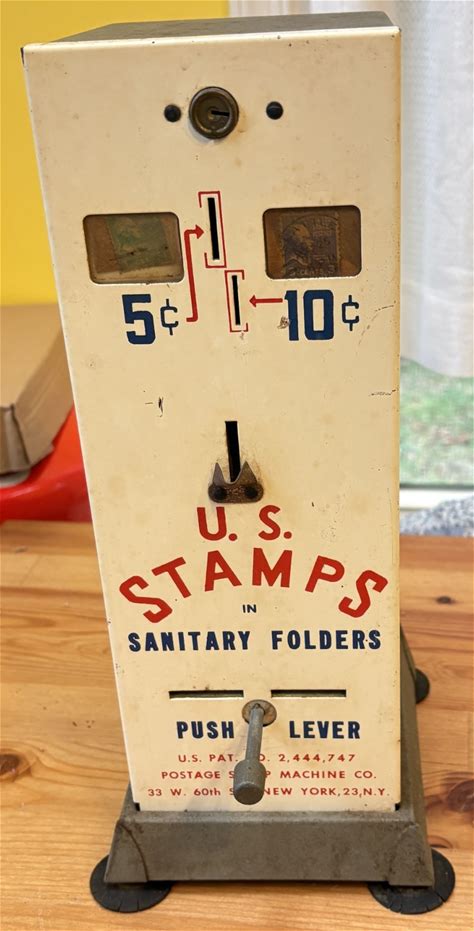 5¢ 10¢
U. S.
STAMPS
IN
SANITARY FOLDERS
PUSH LEVER
U.S. PAT. NO. 2,444,747
POSTAGE MACHINE CO.
33 W. 60th NEW YORK,23,N.Y.